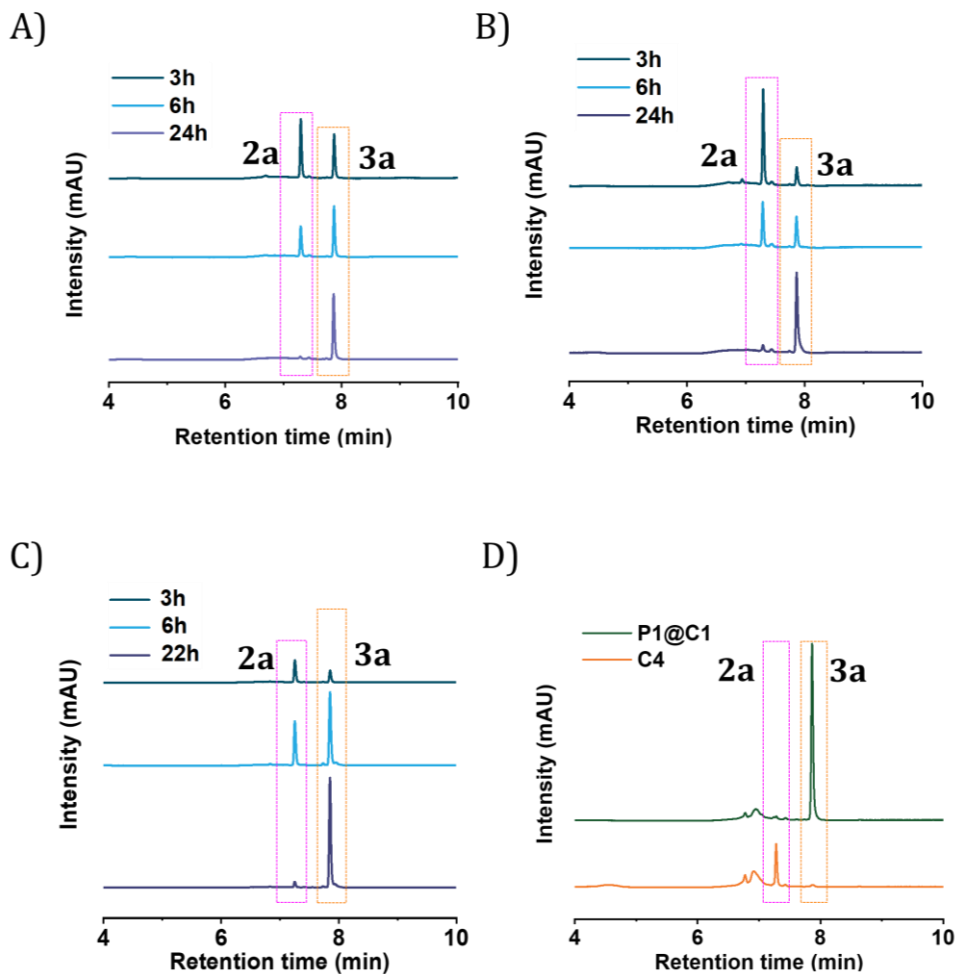 A)
3h
6h
24h
2a
3a
Intensity (mAU)
4 6 8 10
Retention time (min)
B)
3h
6h
24h
2a
3a
Intensity (mAU)
4 6 8 10
Retention time (min)
C)
3h
6h
22h
2a
3a
Intensity (mAU)
4 6 8 10
Retention time (min)
D)
P1@C1
C4
2a
3a
Intensity (mAU)
4 6 8 10
Retention time (min)